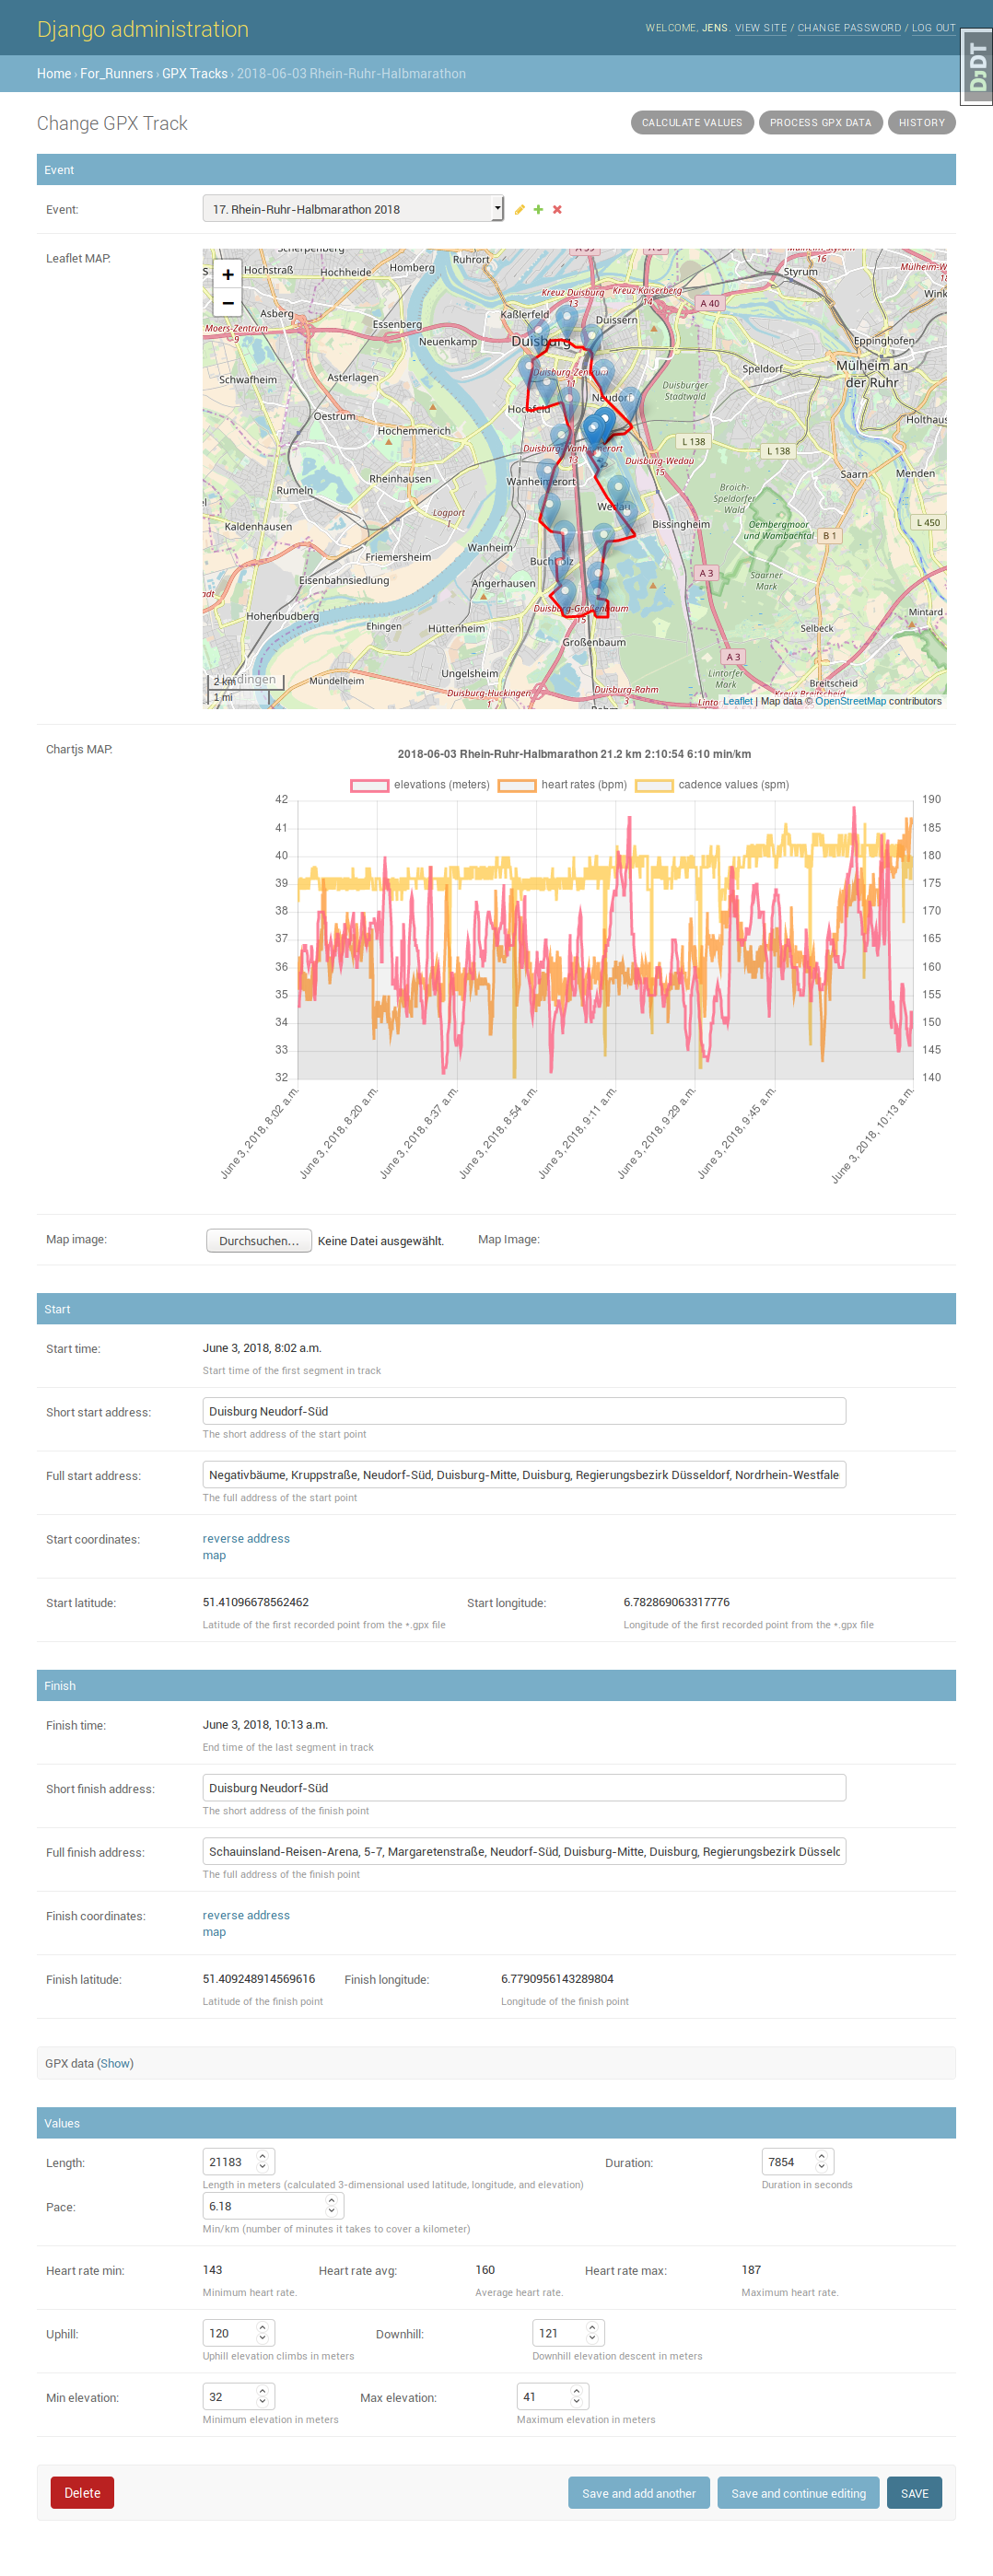 Django administration
WELCOME, JENS. VIEW SITE / CHANGE PASSWORD / LOG OUT
DJDT
Home › For_Runners › GPX Tracks › 2018-06-03 Rhein-Ruhr-Halbmarathon
Change GPX Track
CALCULATE VALUES
PROCESS GPX DATA
HISTORY
Event
Event:
17. Rhein-Ruhr-Halbmarathon 2018
Leaflet MAP:
+
−
Hochstraß
Hochheide
Homberg
Ruhrort
Styrum
16
Kreuz Duisburg
Kreuz Kaiserberg
14
A 40
Asberg
Moers-Zentrum
Essenberg
Kaßlerfeld
Duissern
Neuenkamp
Duisburg
Eppinghofen
Schwafheim
Asterlagen
Duisburg-Zentrum
11
Speldorf
Mülheim an
der Ruhr
Duisburger
Stadtwald
Oestrum
Hochfeld
Neudorf
Hochemmerich
L 138
L 138
Rheinhausen
Duisburg-Wanheimerort
13
Duisburg-Wedau
15
Saarn
Menden
Rumeln
Wanheimerort
Logport
Wedau
Broich-
Speldorfer
Wald
Kaldenhausen
Bissingheim
Oembergmoor
und Wambachtal
L 450
B 1
Friemersheim
Wanheim
Buchholz
Eisenbahnsiedlung
Angerhausen
A 3
Saarner
Mark
Hohenbudberg
Duisburg-Großenbaum
15
Mintard
Ehingen
Hüttenheim
Selbeck
Großenbaum
A 3
Lintorfer
Mark
Breitscheid
Mündelheim
Ungelsheim
Duisburg-Huckingen
Duisburg-Rahm
2 km
1 mi
Leaflet | Map data © OpenStreetMap contributors
Chartjs MAP:
2018-06-03 Rhein-Ruhr-Halbmarathon 21.2 km 2:10:54 6:10 min/km
elevations (meters)
heart rates (bpm)
cadence values (spm)
42
41
40
39
38
37
36
35
34
33
32
190
185
180
175
170
165
160
155
150
145
140
June 3, 2018, 8:02 a.m.
June 3, 2018, 8:20 a.m.
June 3, 2018, 8:37 a.m.
June 3, 2018, 8:54 a.m.
June 3, 2018, 9:11 a.m.
June 3, 2018, 9:29 a.m.
June 3, 2018, 9:45 a.m.
June 3, 2018, 10:13 a.m.
Map image:
Durchsuchen…
Keine Datei ausgewählt.
Map Image:
Start
Start time:
June 3, 2018, 8:02 a.m.
Start time of the first segment in track
Short start address:
Duisburg Neudorf-Süd
The short address of the start point
Full start address:
Negativbäume, Kruppstraße, Neudorf-Süd, Duisburg-Mitte, Duisburg, Regierungsbezirk Düsseldorf, Nordrhein-Westfale
The full address of the start point
Start coordinates:
reverse address
map
Start latitude:
51.41096678562462
Start longitude:
6.782869063317776
Latitude of the first recorded point from the *.gpx file
Longitude of the first recorded point from the *.gpx file
Finish
Finish time:
June 3, 2018, 10:13 a.m.
End time of the last segment in track
Short finish address:
Duisburg Neudorf-Süd
The short address of the finish point
Full finish address:
Schauinsland-Reisen-Arena, 5-7, Margaretenstraße, Neudorf-Süd, Duisburg-Mitte, Duisburg, Regierungsbezirk Düsseld
The full address of the finish point
Finish coordinates:
reverse address
map
Finish latitude:
51.409248914569616
Finish longitude:
6.7790956143289804
Latitude of the finish point
Longitude of the finish point
GPX data (Show)
Values
Length:
21183
Duration:
7854
Length in meters (calculated 3-dimensional used latitude, longitude, and elevation)
Duration in seconds
Pace:
6.18
Min/km (number of minutes it takes to cover a kilometer)
Heart rate min:
143
Heart rate avg:
160
Heart rate max:
187
Minimum heart rate.
Average heart rate.
Maximum heart rate.
Uphill:
120
Downhill:
121
Uphill elevation climbs in meters
Downhill elevation descent in meters
Min elevation:
32
Max elevation:
41
Minimum elevation in meters
Maximum elevation in meters
Delete
Save and add another
Save and continue editing
SAVE